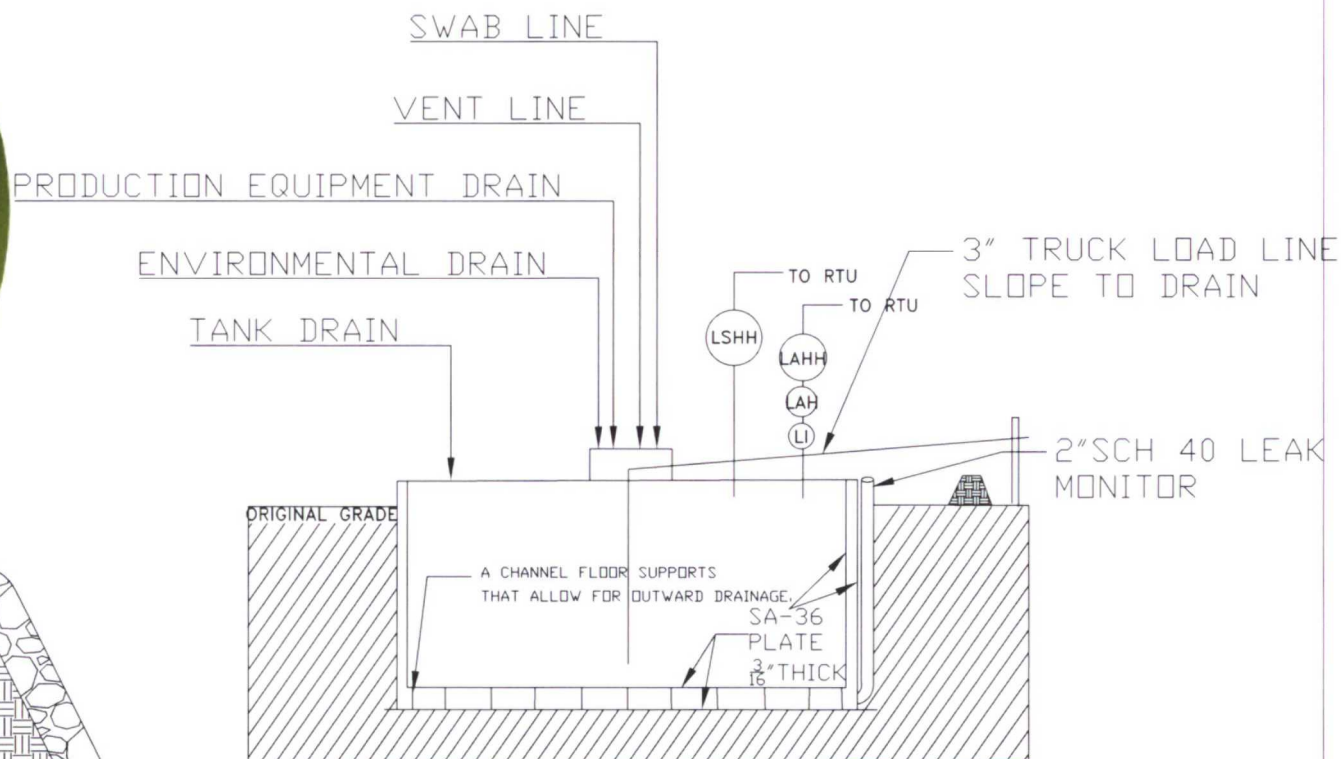 SWAB LINE
VENT LINE
PRODUCTION EQUIPMENT DRAIN
ENVIRONMENTAL DRAIN
TANK DRAIN
TO RTU
TO RTU
3" TRUCK LOAD LINE
SLOPE TO DRAIN
LSHH
LAHH
LAH
LI
2"SCH 40 LEAK
MONITOR
ORIGINAL GRADE
A CHANNEL FLOOR SUPPORTS
THAT ALLOW FOR OUTWARD DRAINAGE.
SA-36
PLATE
3/16"THICK